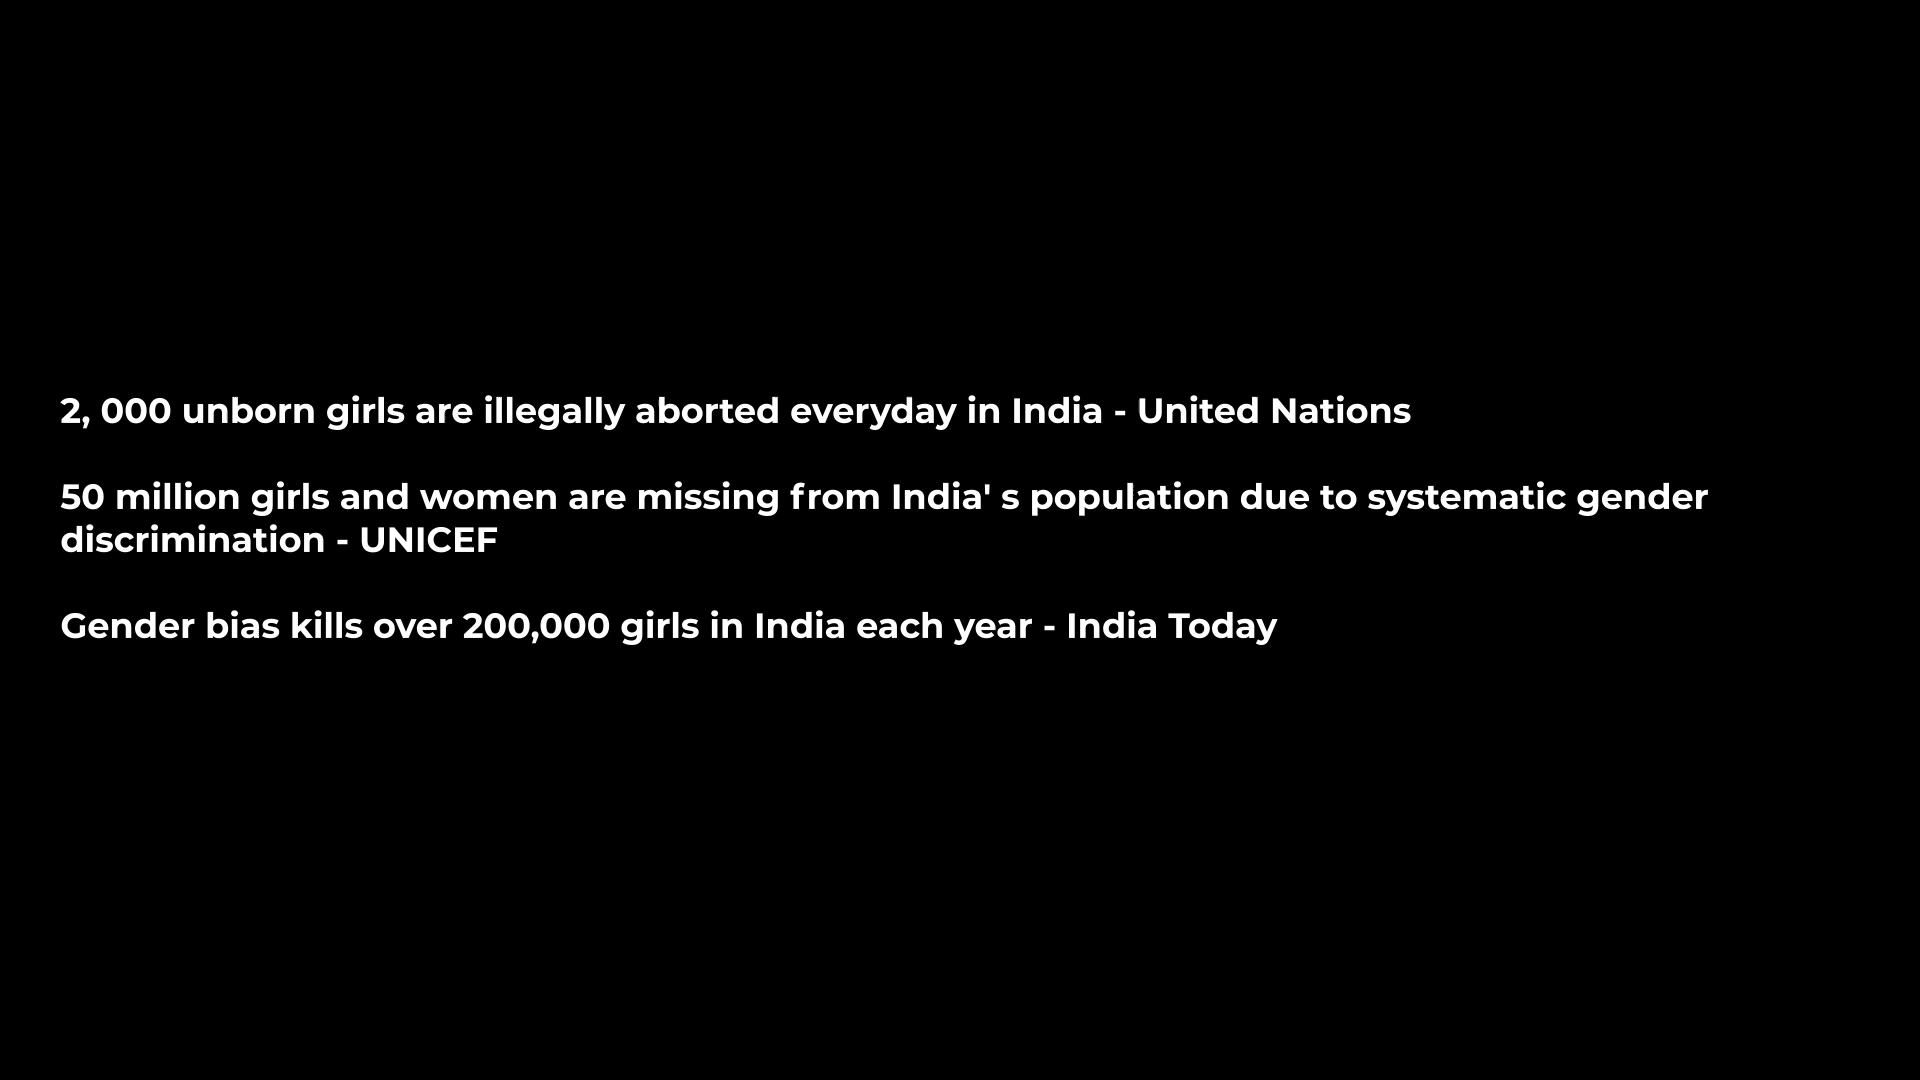 2, 000 unborn girls are illegally aborted everyday in India - United Nations
50 million girls and women are missing from India' s population due to systematic gender
discrimination - UNICEF
Gender bias kills over 200,000 girls in India each year - India Today